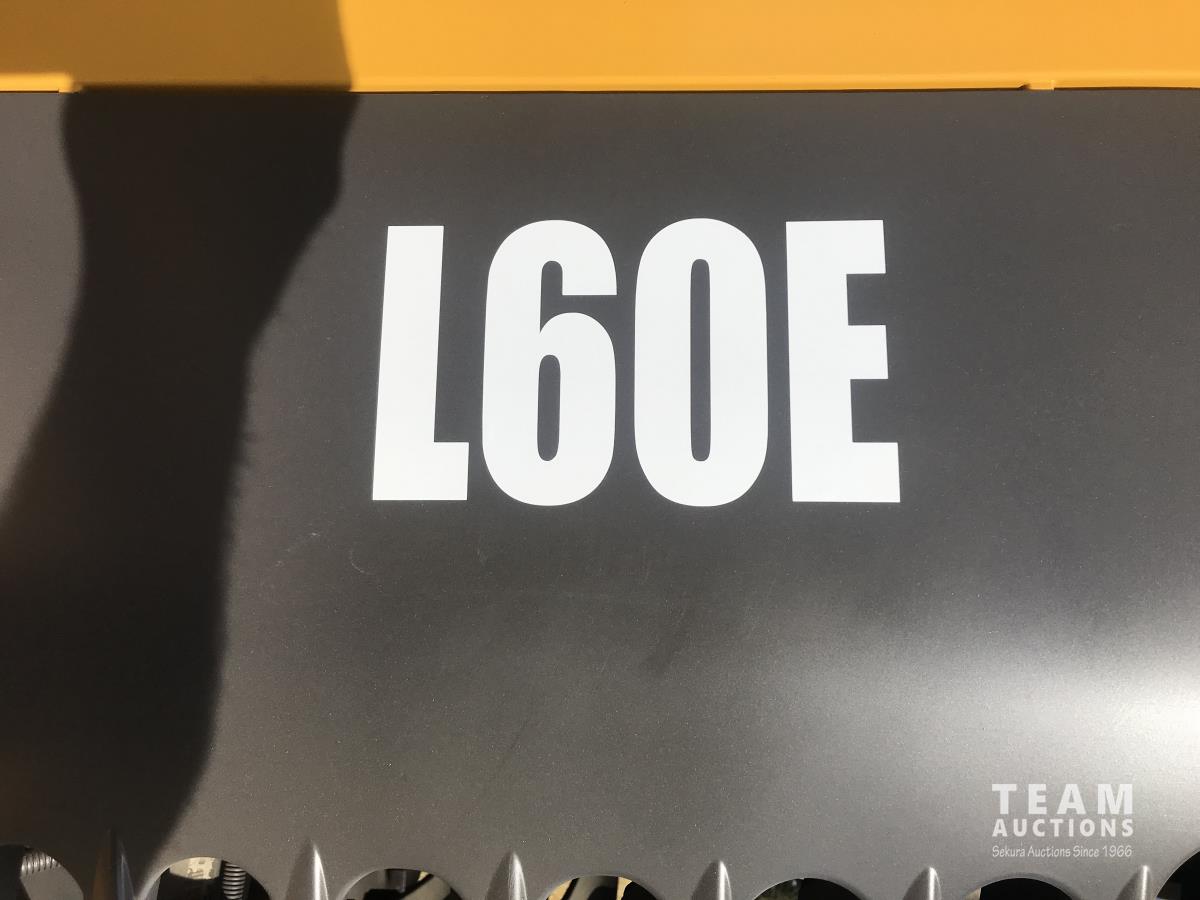 L60E
TEAM
AUCTIONS
Sekura Auctions Since 1966